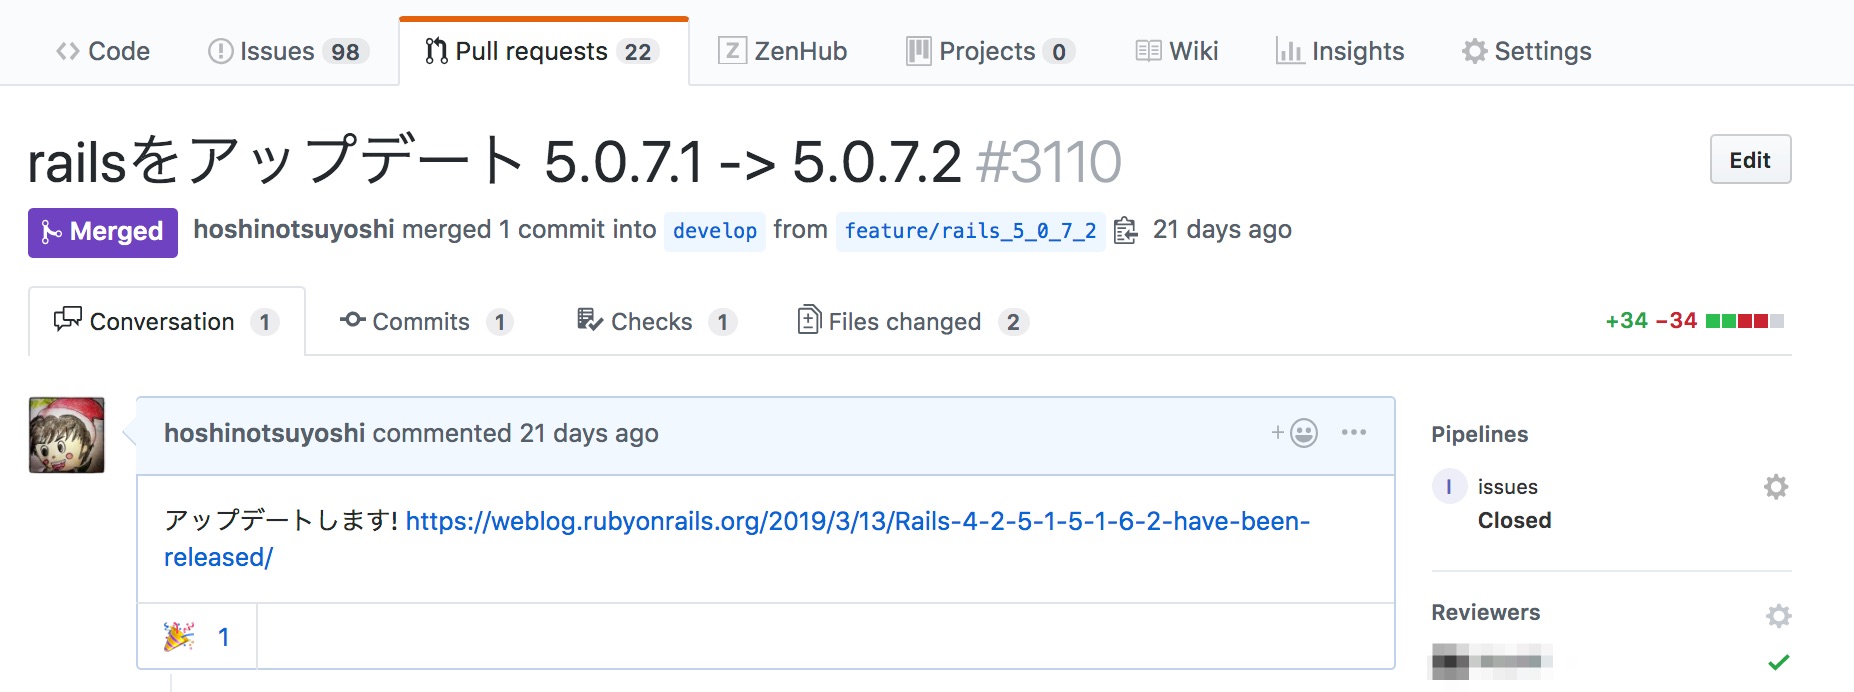 Code Issues 98 Pull requests 22 ZenHub Projects 0 Wiki Insights Settings
railsをアップデート 5.0.7.1 -> 5.0.7.2 #3110 Edit
Merged hoshinotsuyoshi merged 1 commit into develop from feature/rails_5_0_7_2 21 days ago
Conversation 1 Commits 1 Checks 1 Files changed 2 +34 −34
hoshinotsuyoshi commented 21 days ago
アップデートします! https://weblog.rubyonrails.org/2019/3/13/Rails-4-2-5-1-5-1-6-2-have-been-
released/
1
Pipelines
I issues
Closed
Reviewers